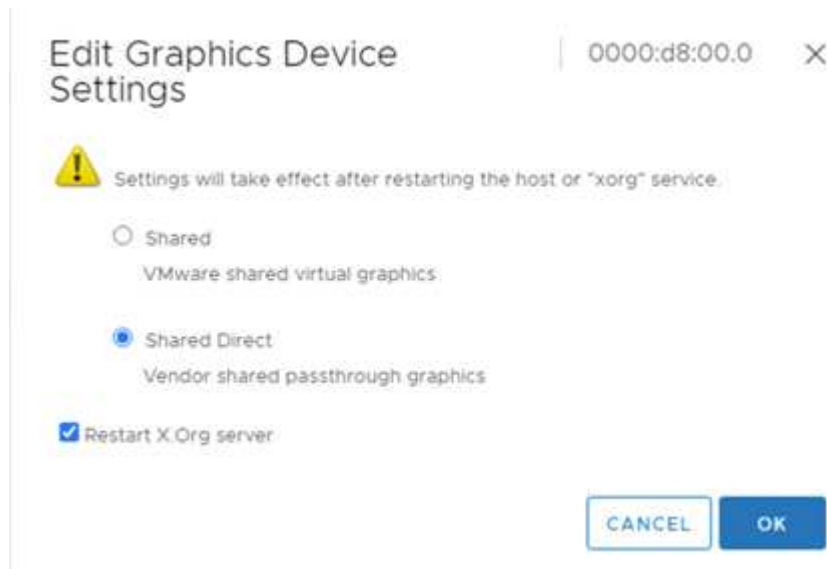 Edit Graphics Device
Settings
0000:d8:00.0
Settings will take effect after restarting the host or "xorg" service.
Shared
VMware shared virtual graphics
Shared Direct
Vendor shared passthrough graphics
Restart X.Org server
CANCEL
OK